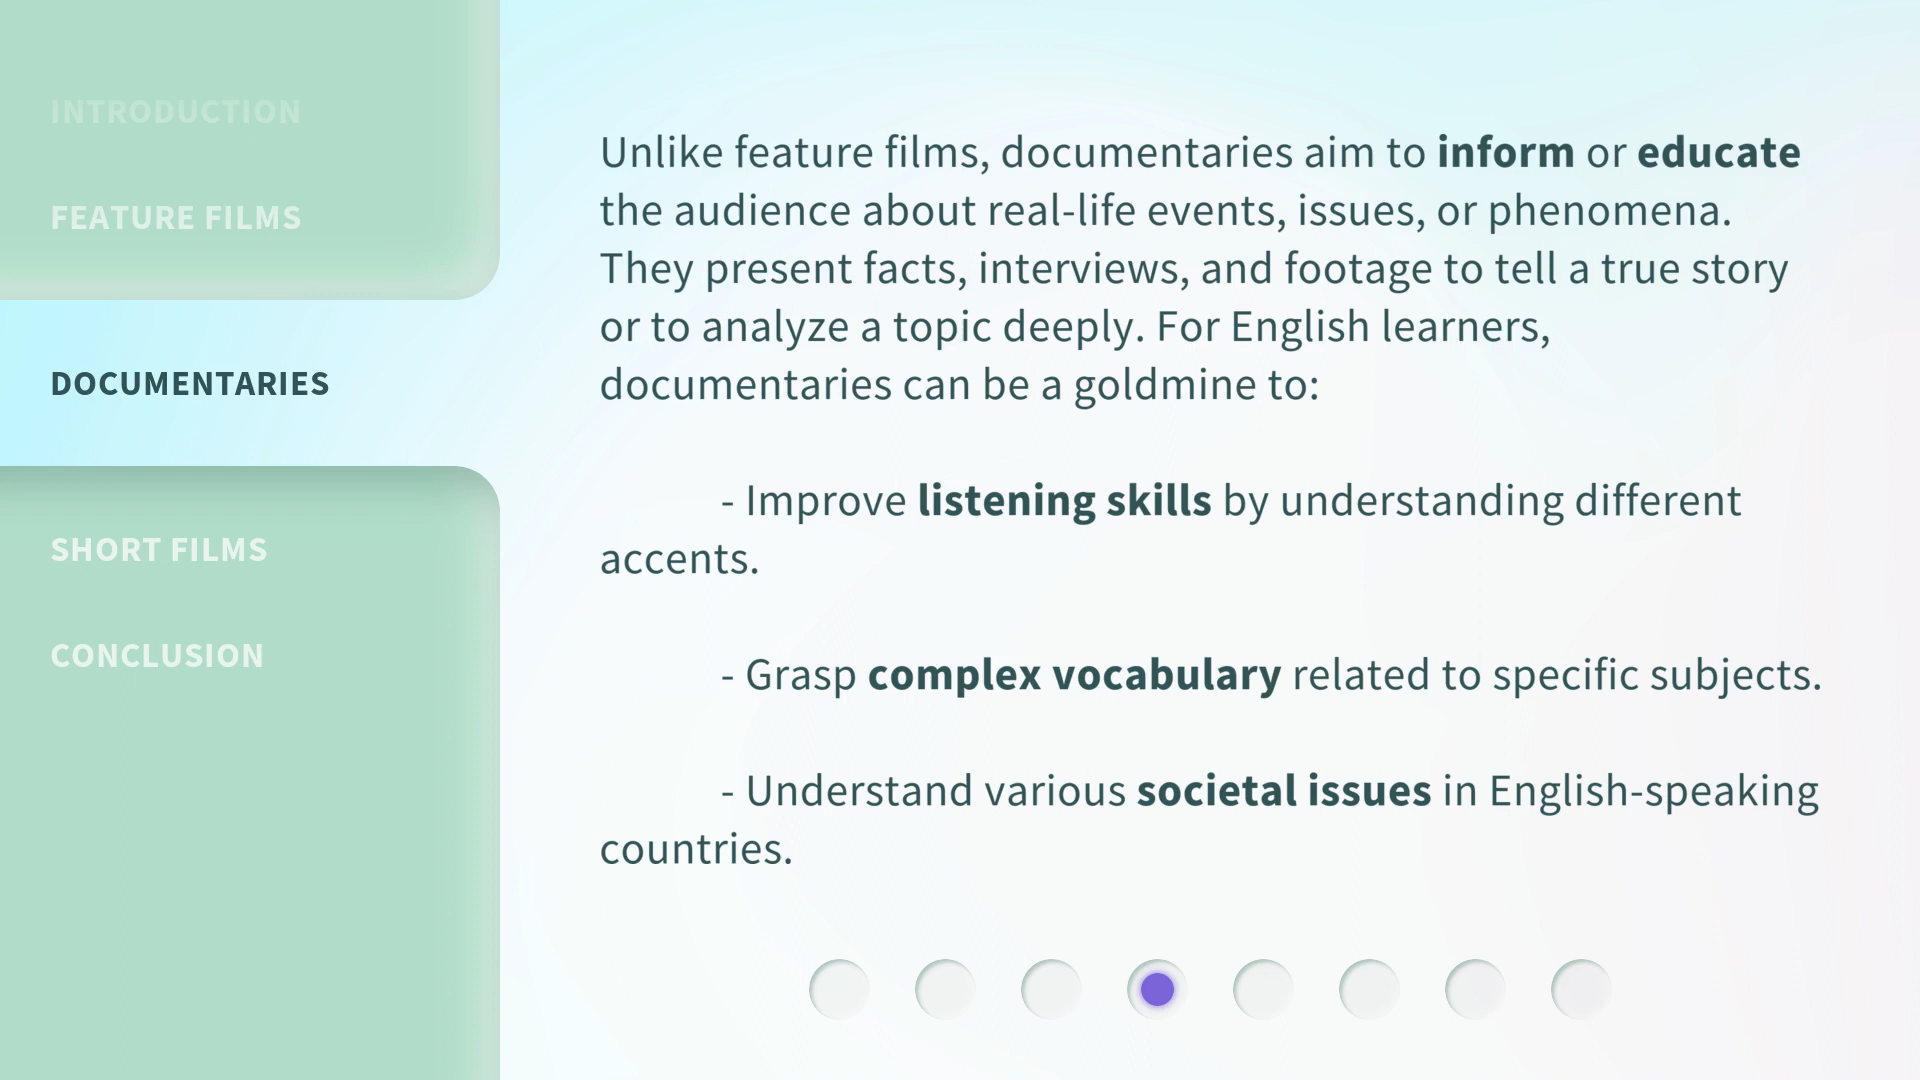 INTRODUCTION
FEATURE FILMS
DOCUMENTARIES
SHORT FILMS
CONCLUSION
Unlike feature films, documentaries aim to inform or educate
the audience about real-life events, issues, or phenomena.
They present facts, interviews, and footage to tell a true story
or to analyze a topic deeply. For English learners,
documentaries can be a goldmine to:
- Improve listening skills by understanding different
accents.
- Grasp complex vocabulary related to specific subjects.
- Understand various societal issues in English-speaking
countries.